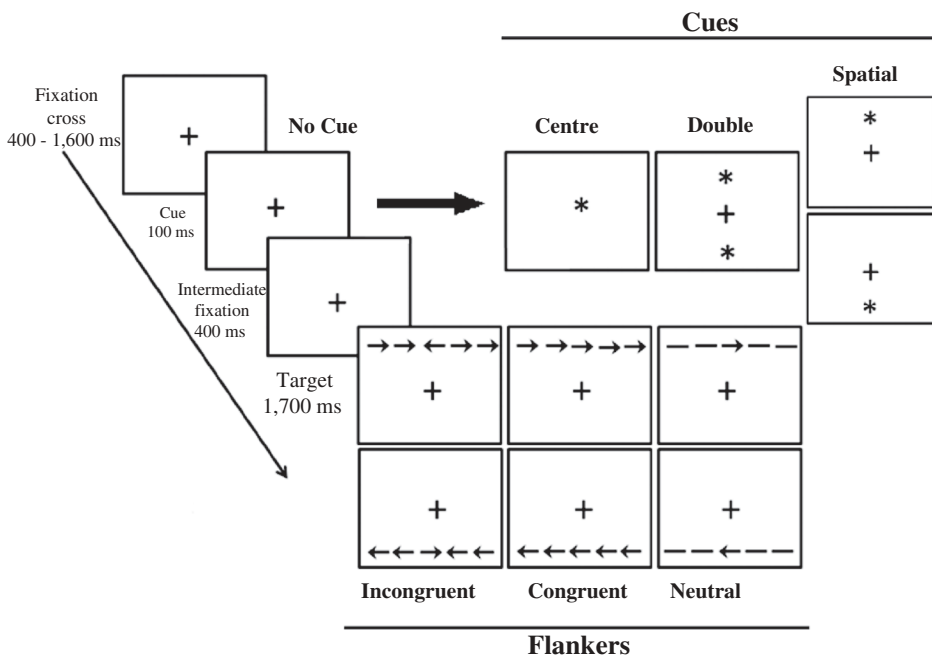 Cues
Spatial
Fixation
cross
400 - 1,600 ms
No Cue
Centre
Double
Cue
100 ms
Intermediate
fixation
400 ms
Target
1,700 ms
Incongruent
Congruent
Neutral
Flankers